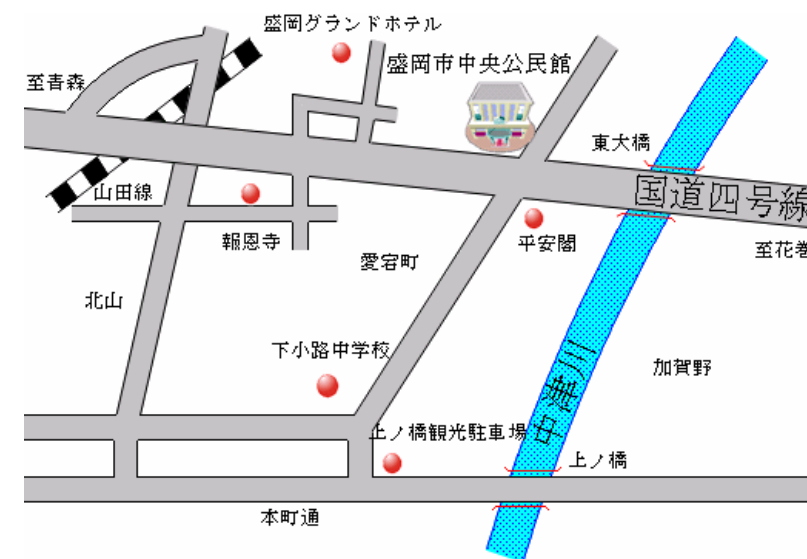 盛岡グランドホテル
盛岡市中央公民館
至青森
東大橋
山田線
国道四号線
報恩寺
平安閣
至花巻
愛宕町
北山
下小路中学校
加賀野
中津川
上ノ橋観光駐車場
上ノ橋
本町通